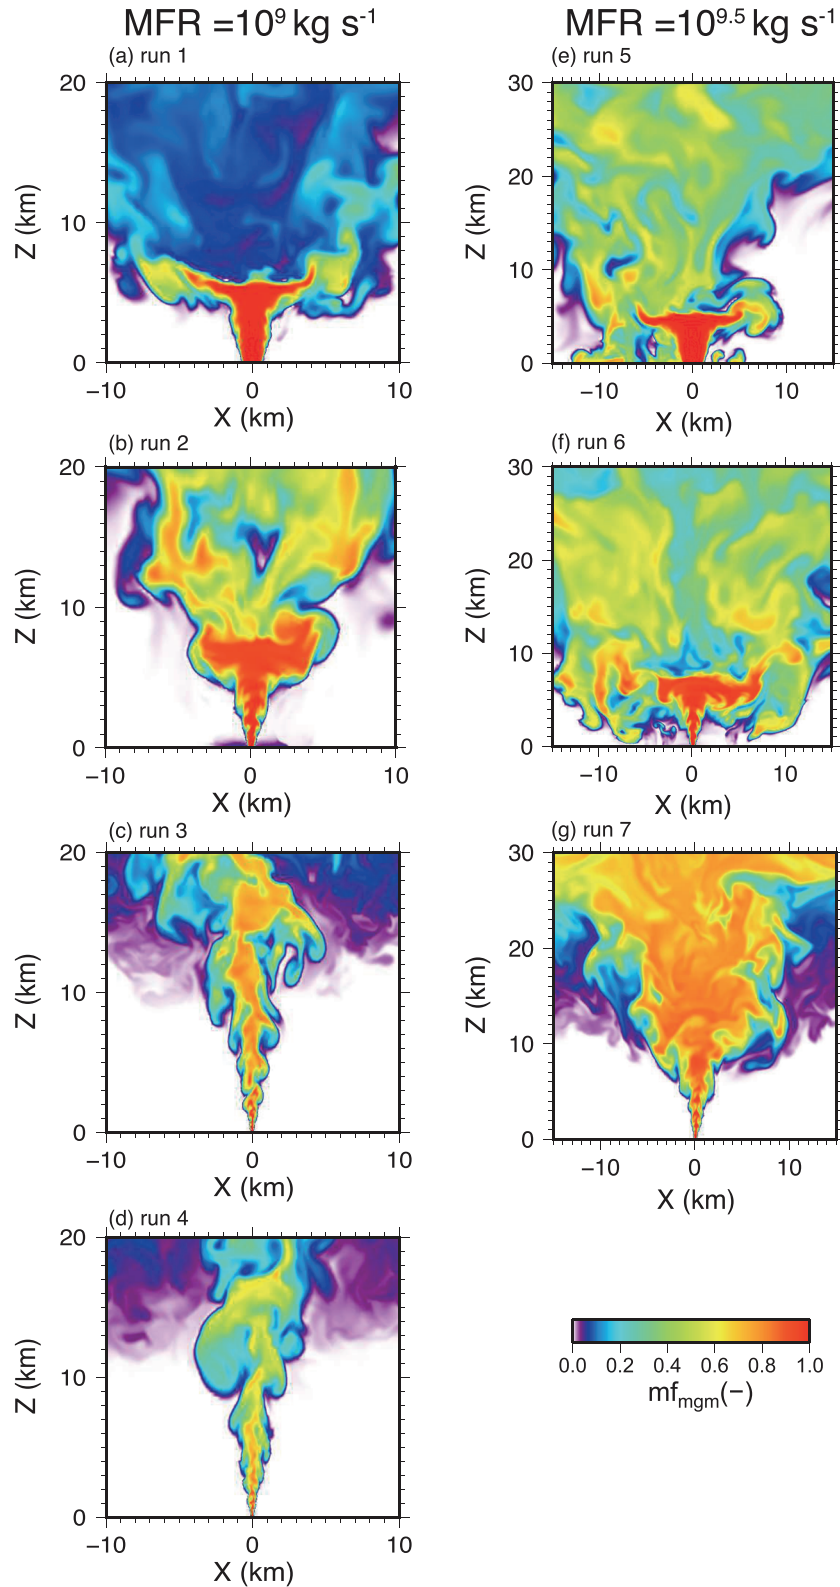 MFR =10⁹ kg s⁻¹
MFR =10⁹·⁵ kg s⁻¹
(a) run 1
20
10
0
Z (km)
−10 0 10
X (km)
(e) run 5
30
20
10
0
Z (km)
−10 0 10
X (km)
(b) run 2
20
10
0
Z (km)
−10 0 10
X (km)
(f) run 6
30
20
10
0
Z (km)
−10 0 10
X (km)
(c) run 3
20
10
0
Z (km)
−10 0 10
X (km)
(g) run 7
30
20
10
0
Z (km)
−10 0 10
X (km)
(d) run 4
20
10
0
Z (km)
−10 0 10
X (km)
0.0 0.2 0.4 0.6 0.8 1.0
mfmgm(−)